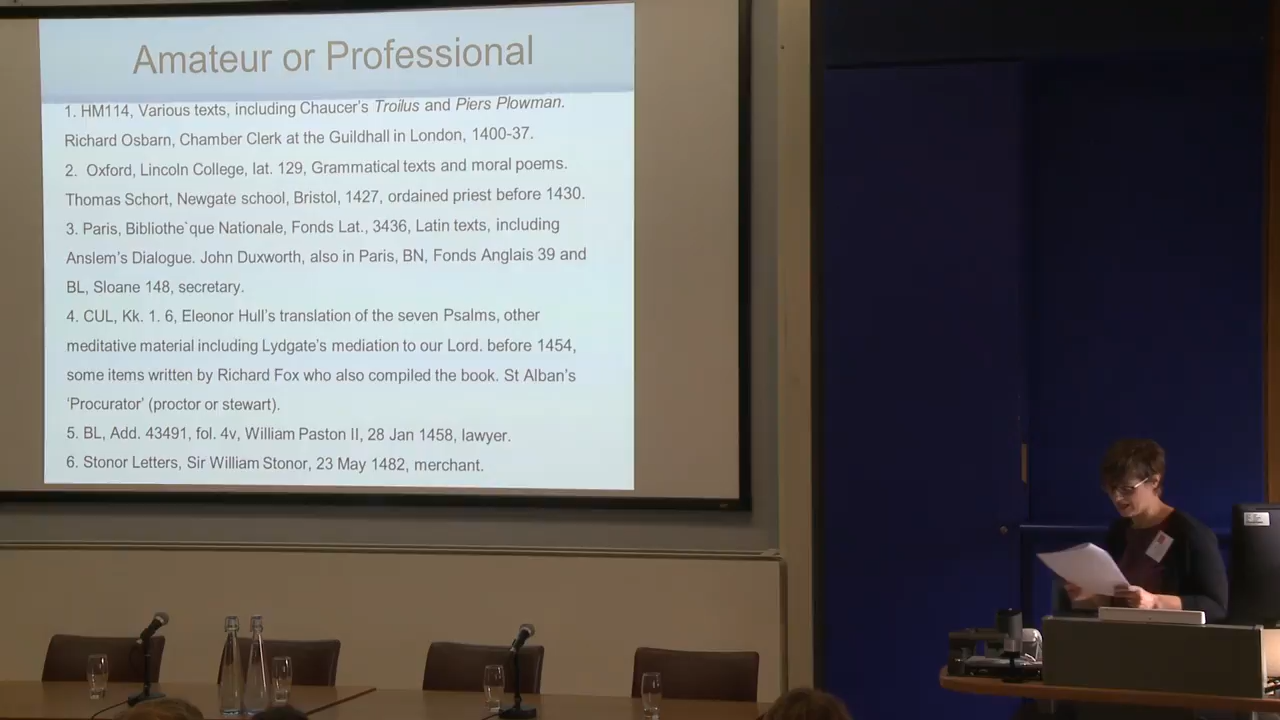 Amateur or Professional
1. HM114, Various texts, including Chaucer's Troilus and Piers Plowman.
Richard Osbarn, Chamber Clerk at the Guildhall in London, 1400-37.
2. Oxford, Lincoln College, lat. 129, Grammatical texts and moral poems.
Thomas Schort, Newgate school, Bristol, 1427, ordained priest before 1430.
3. Paris, Bibliothe`que Nationale, Fonds Lat., 3436, Latin texts, including
Anslem's Dialogue. John Duxworth, also in Paris, BN, Fonds Anglais 39 and
BL, Sloane 148, secretary.
4. CUL, Kk. 1. 6, Eleonor Hull's translation of the seven Psalms, other
meditative material including Lydgate's mediation to our Lord. before 1454,
some items written by Richard Fox who also compiled the book. St Alban's
'Procurator' (proctor or stewart).
5. BL, Add. 43491, fol. 4v, William Paston II, 28 Jan 1458, lawyer.
6. Stonor Letters, Sir William Stonor, 23 May 1482, merchant.